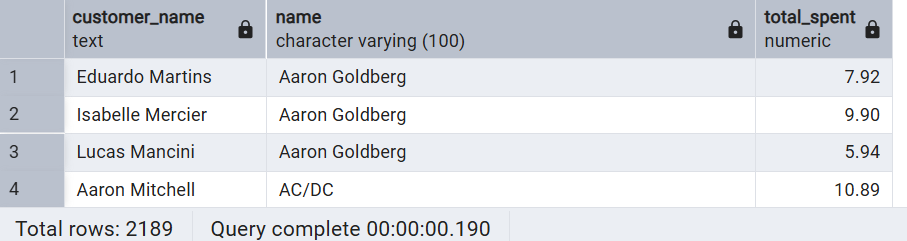 customer_name name total_spent
text character varying (100) numeric
1 Eduardo Martins Aaron Goldberg 7.92
2 Isabelle Mercier Aaron Goldberg 9.90
3 Lucas Mancini Aaron Goldberg 5.94
4 Aaron Mitchell AC/DC 10.89
Total rows: 2189 Query complete 00:00:00.190